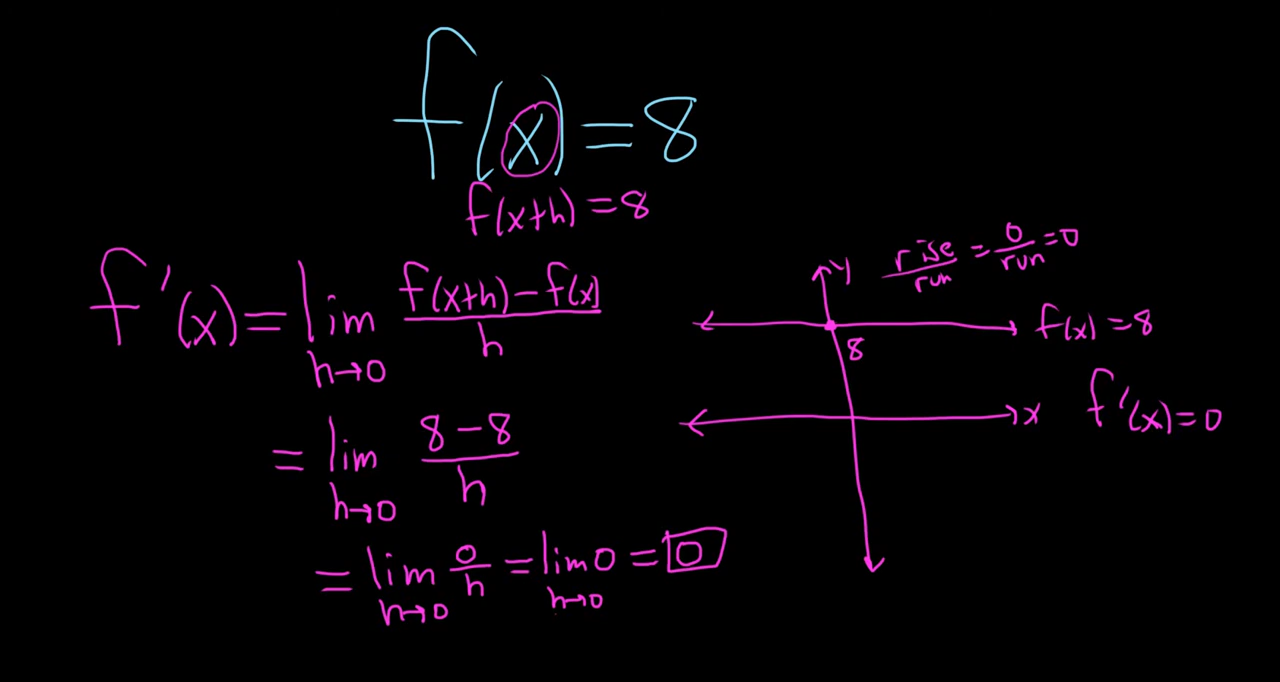 f(x) = 8
f(x+h) = 8
f'(x) = lim h→0 f(x+h) - f(x) / h
= lim h→0 8 - 8 / h
= lim h→0 0 / h = lim h→0 0 = 0
y
rise / run = 0 / run = 0
f(x) = 8
8
x
f'(x) = 0